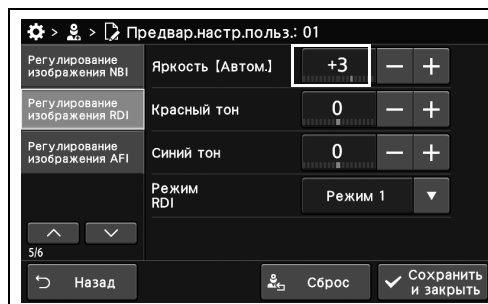 > > Предвар.настр.польз.: 01
Регулирование
изображения NBI
Яркость [Автом.]
+3
Регулирование
изображения RDI
Красный тон
0
Регулирование
изображения AFI
Синий тон
0
Режим
RDI
Режим 1
5/6
Назад
Сброс
Сохранить
и закрыть